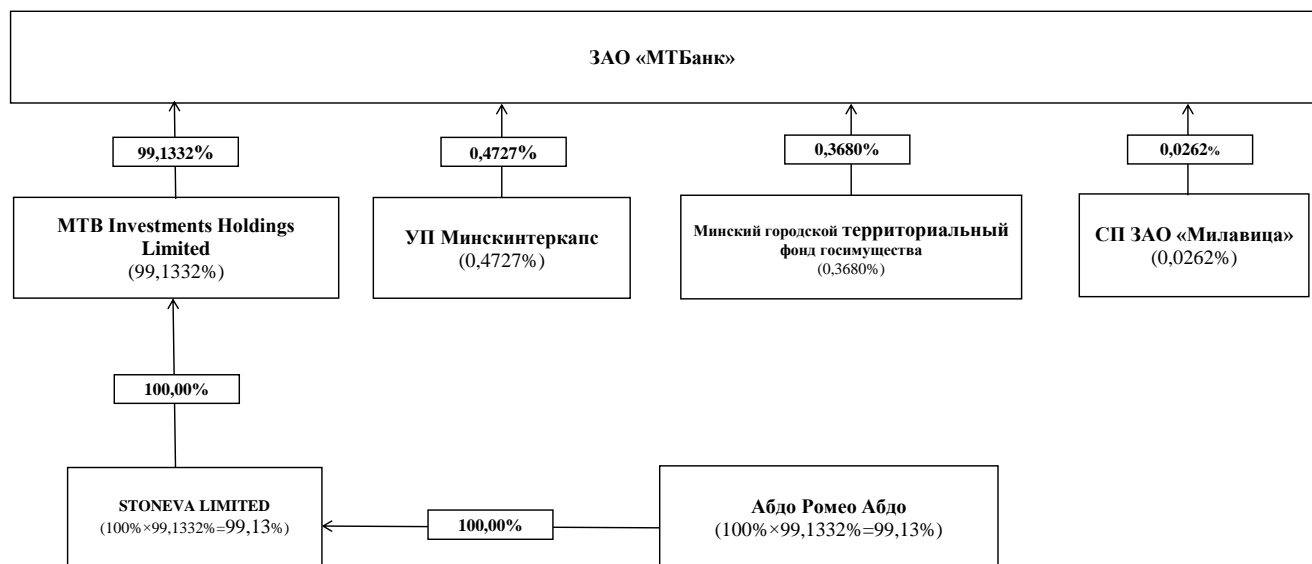 ЗАО «МТБанк»
99,1332%
0,4727%
0,3680%
0,0262%
MTB Investments Holdings
Limited
(99,1332%)
УП Минскинтеркапс
(0,4727%)
Минский городской территориальный
фонд госимущества
(0,3680%)
СП ЗАО «Милавица»
(0,0262%)
100,00%
STONEVA LIMITED
(100%×99,1332%=99,13%)
100,00%
Абдо Ромео Абдо
(100%×99,1332%=99,13%)